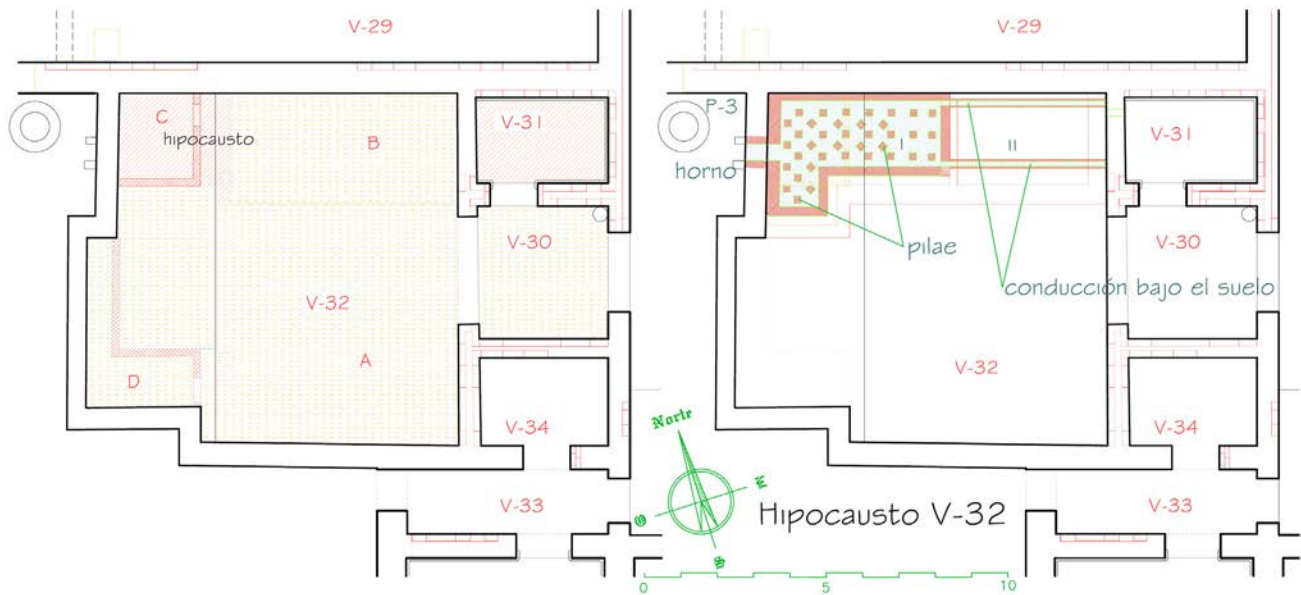 V-29
C
hipocausto
B
V-31
V-30
V-32
A
D
V-34
V-33
V-29
P-3
horno
I
II
V-31
V-30
pilae
conducción bajo el suelo
V-32
V-34
V-33
Norte
E
O
S
Hipocausto V-32
0 5 10